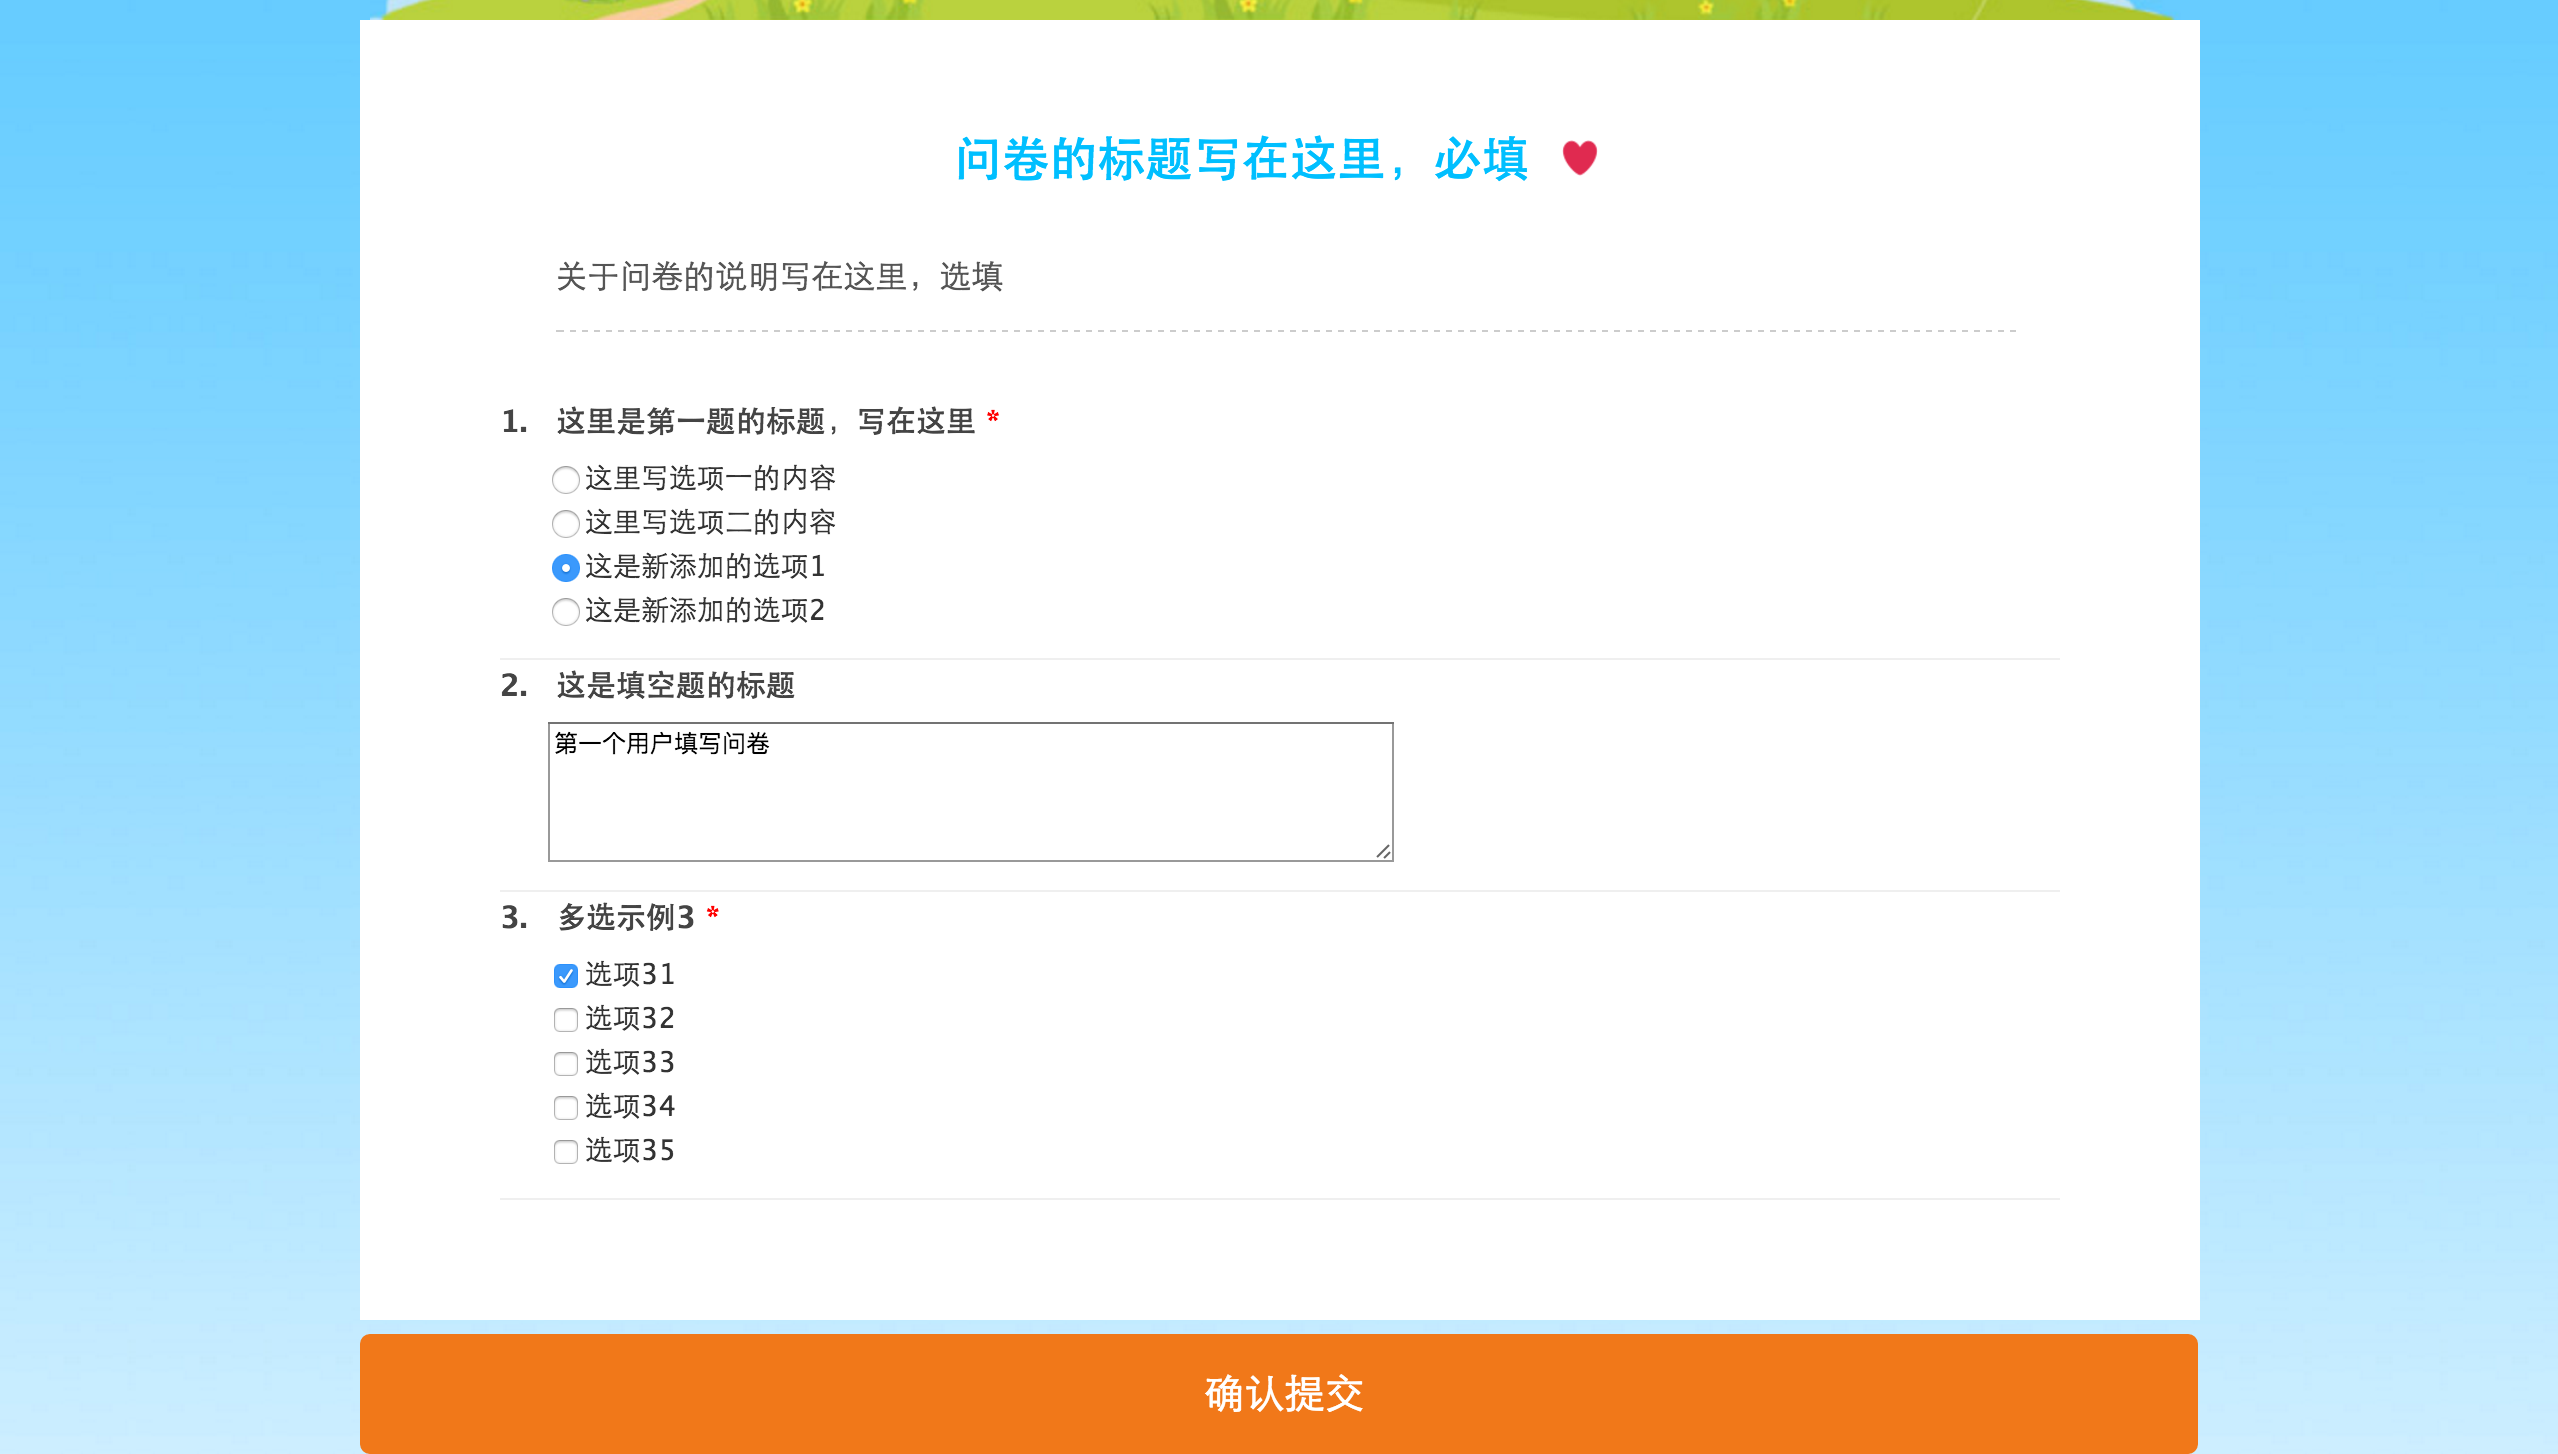 问卷的标题写在这里，必填
关于问卷的说明写在这里，选填
1. 这里是第一题的标题，写在这里 *
这里写选项一的内容
这里写选项二的内容
这是新添加的选项1
这是新添加的选项2
2. 这是填空题的标题
第一个用户填写问卷
3. 多选示例3 *
选项31
选项32
选项33
选项34
选项35
确认提交